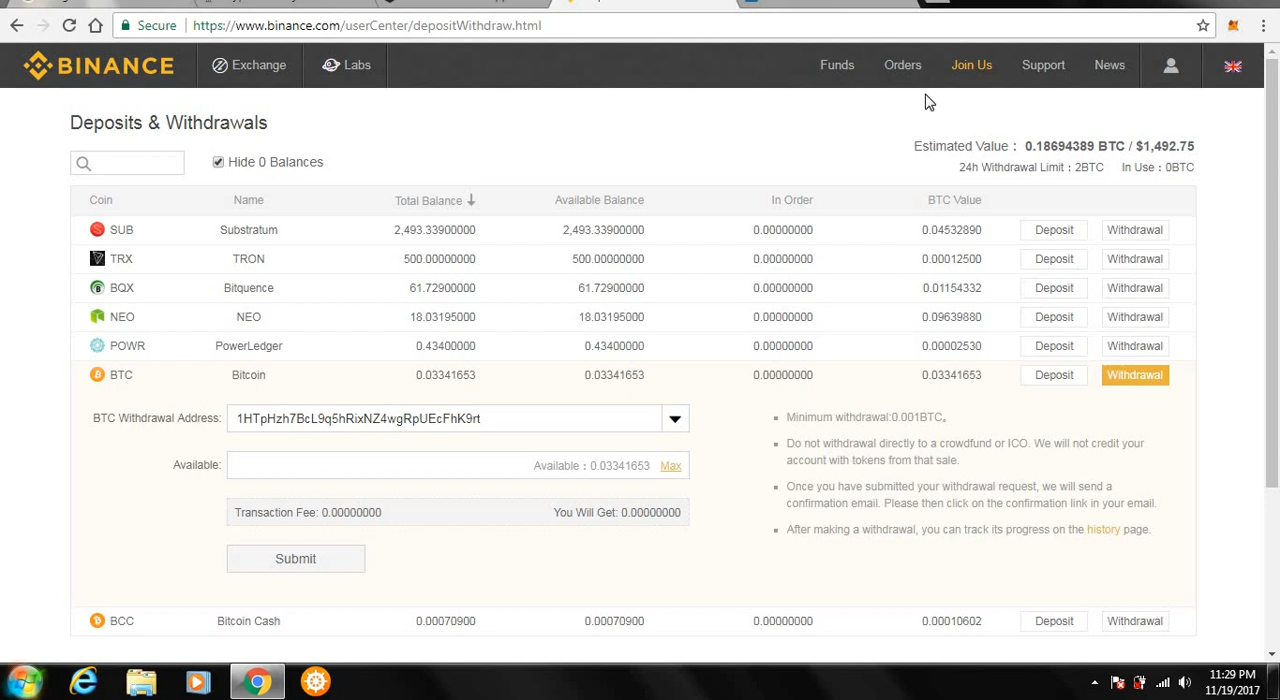 Secure https://www.binance.com/userCenter/depositWithdraw.html
BINANCE Exchange Labs Funds Orders Join Us Support News
Deposits & Withdrawals
Estimated Value : 0.18694389 BTC / $1,492.75
Hide 0 Balances
24h Withdrawal Limit : 2BTC In Use : 0BTC
Coin Name Total Balance Available Balance In Order BTC Value
SUB Substratum 2,493.33900000 2,493.33900000 0.00000000 0.04532890 Deposit Withdrawal
TRX TRON 500.00000000 500.00000000 0.00000000 0.00012500 Deposit Withdrawal
BQX Bitquence 61.72900000 61.72900000 0.00000000 0.01154332 Deposit Withdrawal
NEO NEO 18.03195000 18.03195000 0.00000000 0.09639880 Deposit Withdrawal
POWR PowerLedger 0.43400000 0.43400000 0.00000000 0.00002530 Deposit Withdrawal
BTC Bitcoin 0.03341653 0.03341653 0.00000000 0.03341653 Deposit Withdrawal
BTC Withdrawal Address: 1HTpHzh7BcL9q5hRixNZ4wgRpUEcFhK9rt
Available: Available : 0.03341653 Max
Transaction Fee: 0.00000000 You Will Get: 0.00000000
Submit
Minimum withdrawal:0.001BTC。
Do not withdrawal directly to a crowdfund or ICO. We will not credit your
account with tokens from that sale.
Once you have submitted your withdrawal request, we will send a
confirmation email. Please then click on the confirmation link in your email.
After making a withdrawal, you can track its progress on the history page.
BCC Bitcoin Cash 0.00070900 0.00070900 0.00000000 0.00010602 Deposit Withdrawal
11:29 PM
11/19/2017